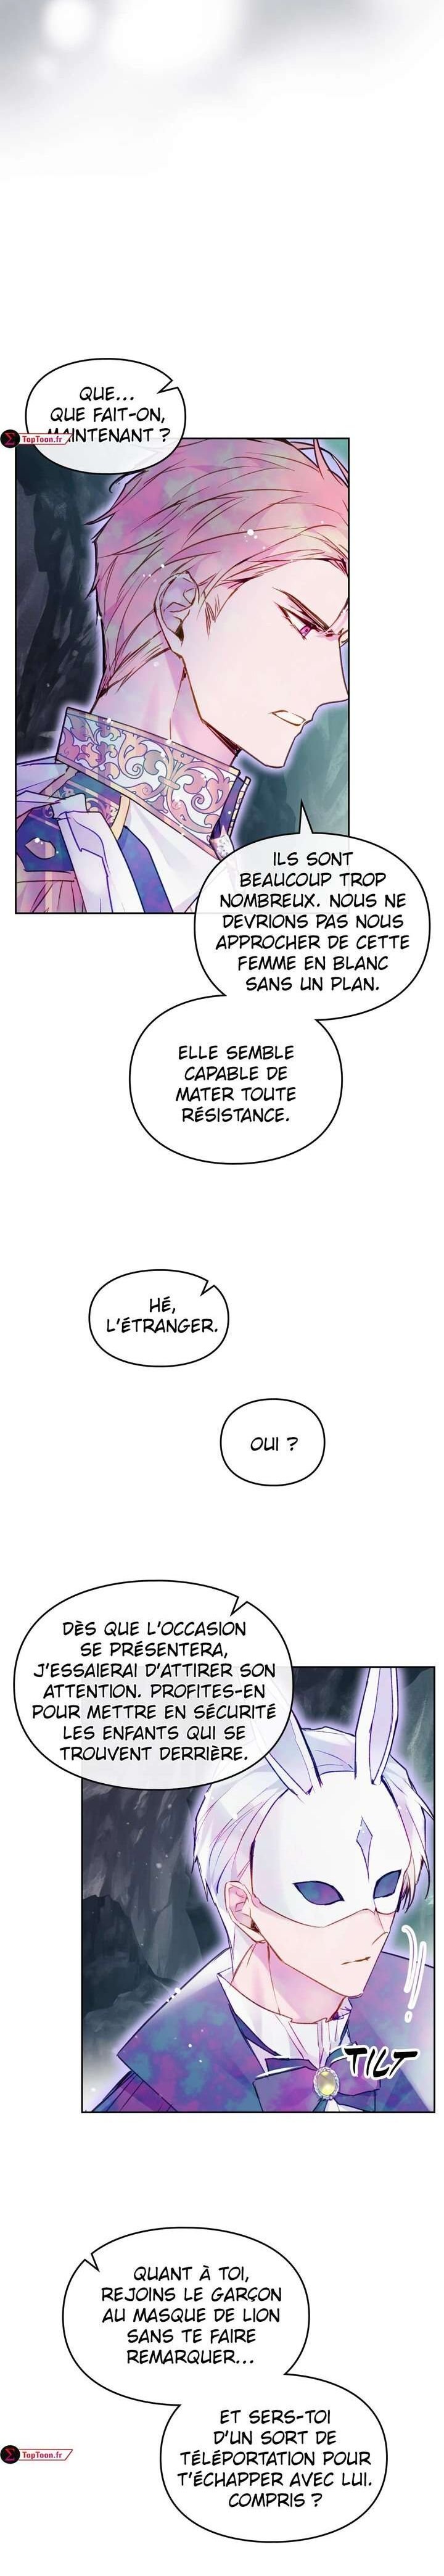 QUE...
QUE FAIT-ON,
MAINTENANT ?
TopToon.fr
ILS SONT
BEAUCOUP TROP
NOMBREUX. NOUS NE
DEVRIONS PAS NOUS
APPROCHER DE CETTE
FEMME EN BLANC
SANS UN PLAN.
ELLE SEMBLE
CAPABLE DE
MATER TOUTE
RÉSISTANCE.
HÉ,
L'ÉTRANGER.
OUI ?
DÈS QUE L'OCCASION
SE PRÉSENTERA,
J'ESSAIERAI D'ATTIRER SON
ATTENTION. PROFITES-EN
POUR METTRE EN SÉCURITÉ
LES ENFANTS QUI SE
TROUVENT DERRIÈRE.
TILT
QUANT À TOI,
REJOINS LE GARÇON
AU MASQUE DE LION
SANS TE FAIRE
REMARQUER...
ET SERS-TOI
D'UN SORT DE
TÉLÉPORTATION POUR
T'ÉCHAPPER AVEC LUI.
COMPRIS ?
TopToon.fr